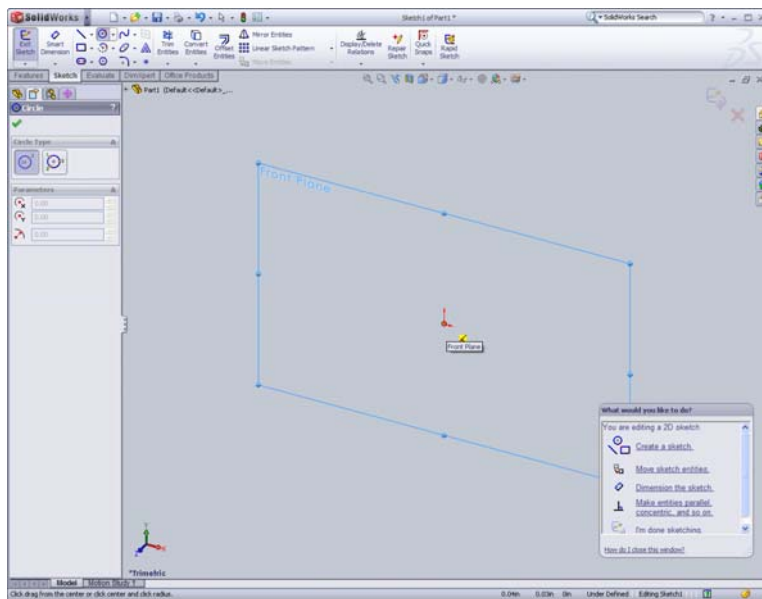 SolidWorks
Sketch1 of Part1 *
SolidWorks Search
Exit Sketch
Smart Dimension
Trim Entities
Convert Entities
Offset Entities
Mirror Entities
Linear Sketch Pattern
Move Entities
Display/Delete Relations
Repair Sketch
Quick Snaps
Rapid Sketch
Features
Sketch
Evaluate
DimXpert
Office Products
Part1 (Default<<Default>_...
Circle
?
Circle Type
Parameters
0.00
0.00
0.00
Front Plane
Front Plane
What would you like to do?
You are editing a 2D sketch
Create a sketch.
Move sketch entities.
Dimension the sketch.
Make entities parallel,
concentric, and so on.
I'm done sketching
How do I close this window?
Y
X
Z
*Trimetric
Model
Motion Study 1
Click drag from the center or click center and click radius.
0.04in 0.03in 0in Under Defined Editing Sketch1